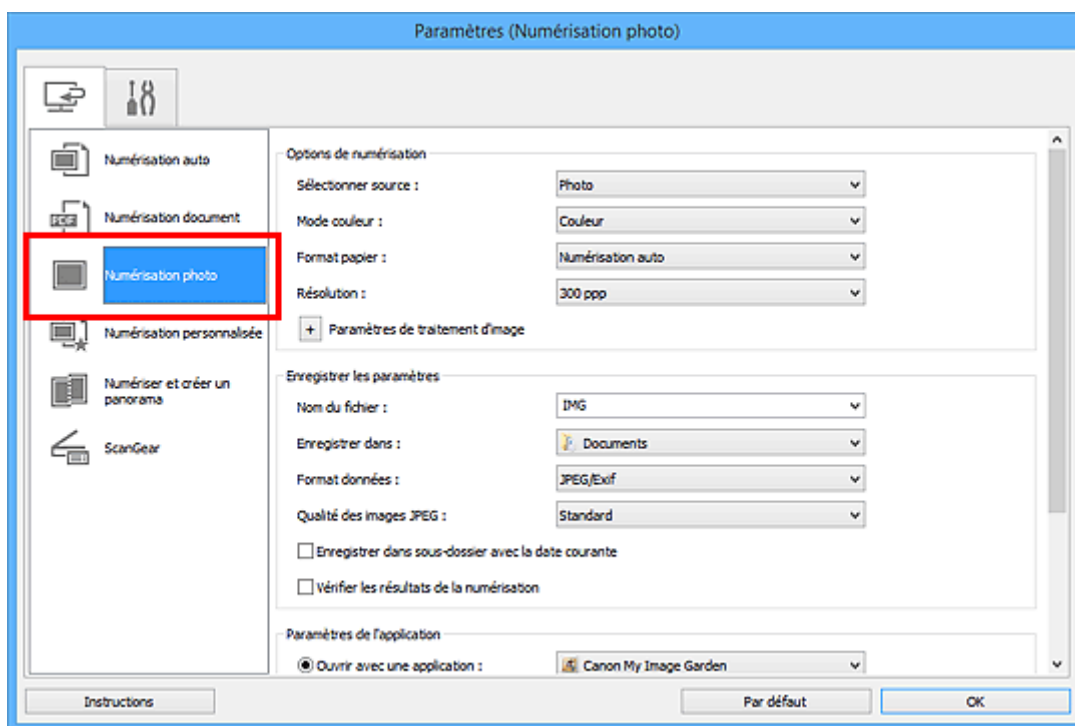 Paramètres (Numérisation photo)
Numérisation auto
PDF
Numérisation document
Numérisation photo
Numérisation personnalisée
Numériser et créer un
panorama
ScanGear
Options de numérisation
Sélectionner source : Photo
Mode couleur : Couleur
Format papier : Numérisation auto
Résolution : 300 ppp
+ Paramètres de traitement d'image
Enregistrer les paramètres
Nom du fichier : IMG
Enregistrer dans : Documents
Format données : JPEG/Exif
Qualité des images JPEG : Standard
Enregistrer dans sous-dossier avec la date courante
Vérifier les résultats de la numérisation
Paramètres de l'application
Ouvrir avec une application : Canon My Image Garden
Instructions Par défaut OK